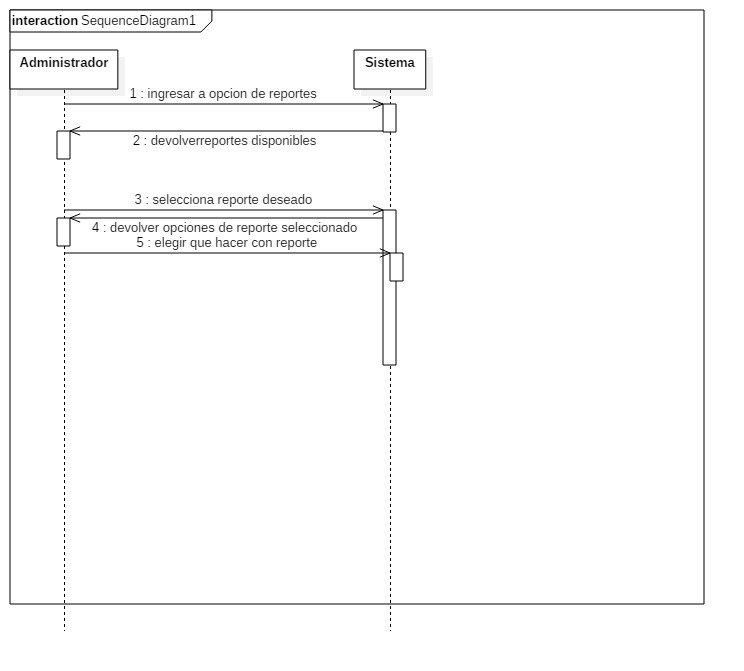 interaction SequenceDiagram1
Administrador
Sistema
1 : ingresar a opcion de reportes
2 : devolverreportes disponibles
3 : selecciona reporte deseado
4 : devolver opciones de reporte seleccionado
5 : elegir que hacer con reporte